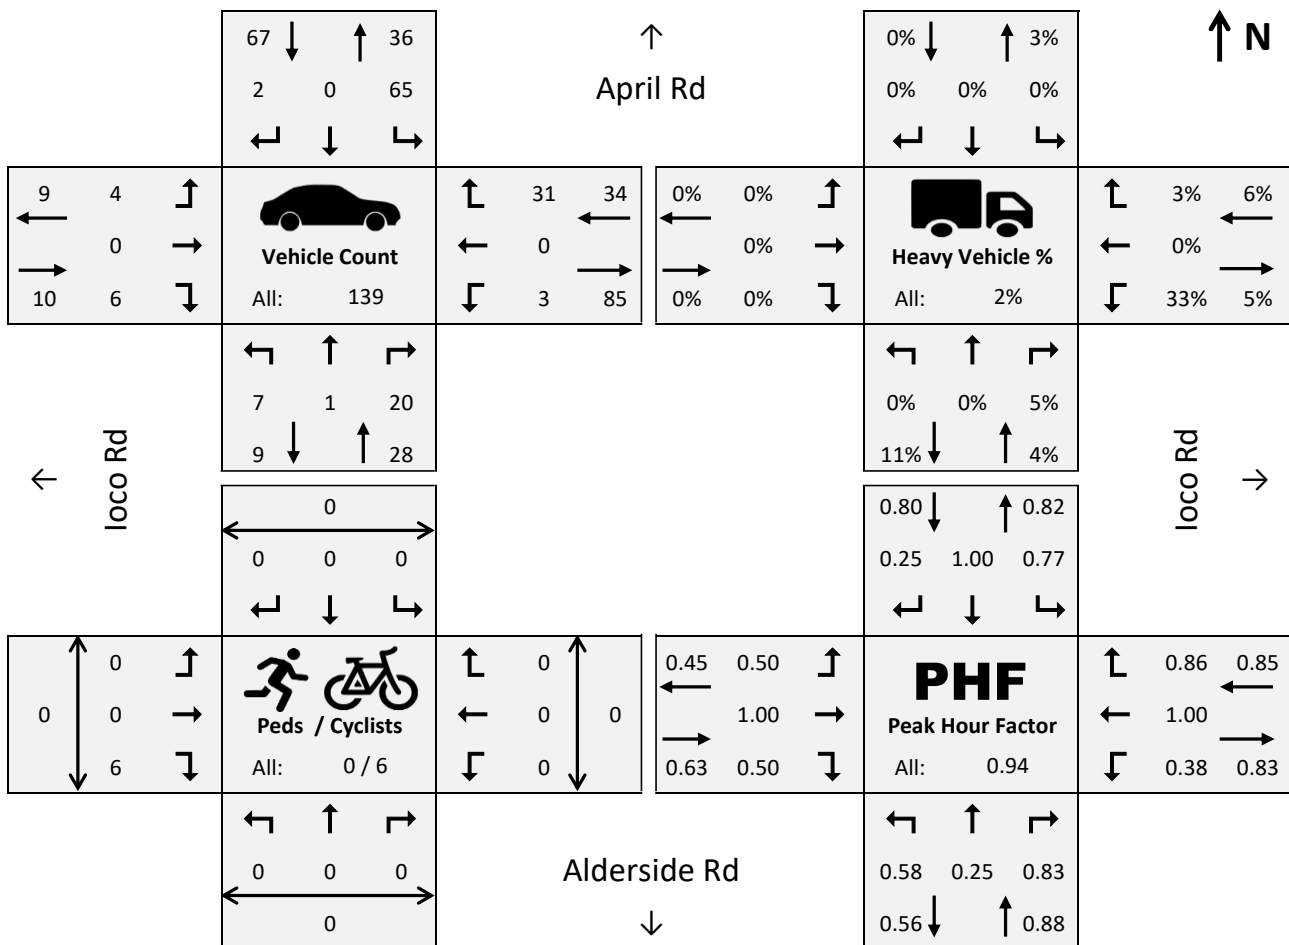 67 36
2 0 65
April Rd
0% 3%
0% 0% 0%
N
9 4
0
10 6
Vehicle Count
All: 139
31 34
0
3 85
0% 0%
0%
0% 0%
Heavy Vehicle %
All: 2%
3% 6%
0%
33% 5%
7 1 20
9 28
0% 0% 5%
11% 4%
Ioco Rd
Ioco Rd
0
0 0 0
0.80 0.82
0.25 1.00 0.77
0
0 0
6
Peds / Cyclists
All: 0 / 6
0
0 0
0
0.45 0.50
1.00
0.63 0.50
PHF
Peak Hour Factor
All: 0.94
0.86 0.85
1.00
0.38 0.83
0 0 0
0
Alderside Rd
0.58 0.25 0.83
0.56 0.88